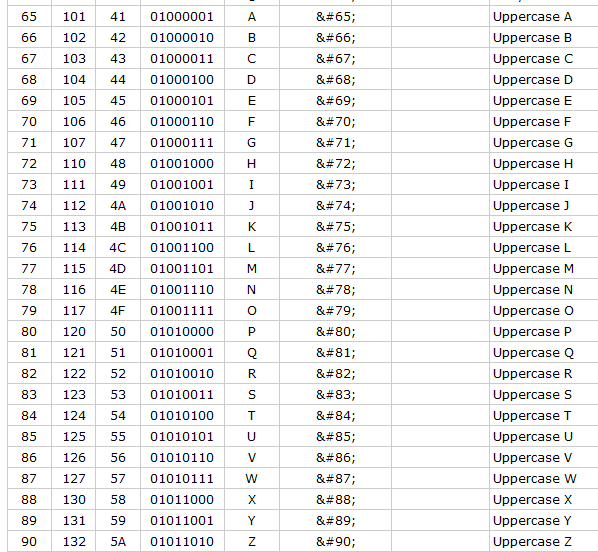 65 101 41 01000001 A &#65; Uppercase A
66 102 42 01000010 B &#66; Uppercase B
67 103 43 01000011 C &#67; Uppercase C
68 104 44 01000100 D &#68; Uppercase D
69 105 45 01000101 E &#69; Uppercase E
70 106 46 01000110 F &#70; Uppercase F
71 107 47 01000111 G &#71; Uppercase G
72 110 48 01001000 H &#72; Uppercase H
73 111 49 01001001 I &#73; Uppercase I
74 112 4A 01001010 J &#74; Uppercase J
75 113 4B 01001011 K &#75; Uppercase K
76 114 4C 01001100 L &#76; Uppercase L
77 115 4D 01001101 M &#77; Uppercase M
78 116 4E 01001110 N &#78; Uppercase N
79 117 4F 01001111 O &#79; Uppercase O
80 120 50 01010000 P &#80; Uppercase P
81 121 51 01010001 Q &#81; Uppercase Q
82 122 52 01010010 R &#82; Uppercase R
83 123 53 01010011 S &#83; Uppercase S
84 124 54 01010100 T &#84; Uppercase T
85 125 55 01010101 U &#85; Uppercase U
86 126 56 01010110 V &#86; Uppercase V
87 127 57 01010111 W &#87; Uppercase W
88 130 58 01011000 X &#88; Uppercase X
89 131 59 01011001 Y &#89; Uppercase Y
90 132 5A 01011010 Z &#90; Uppercase Z